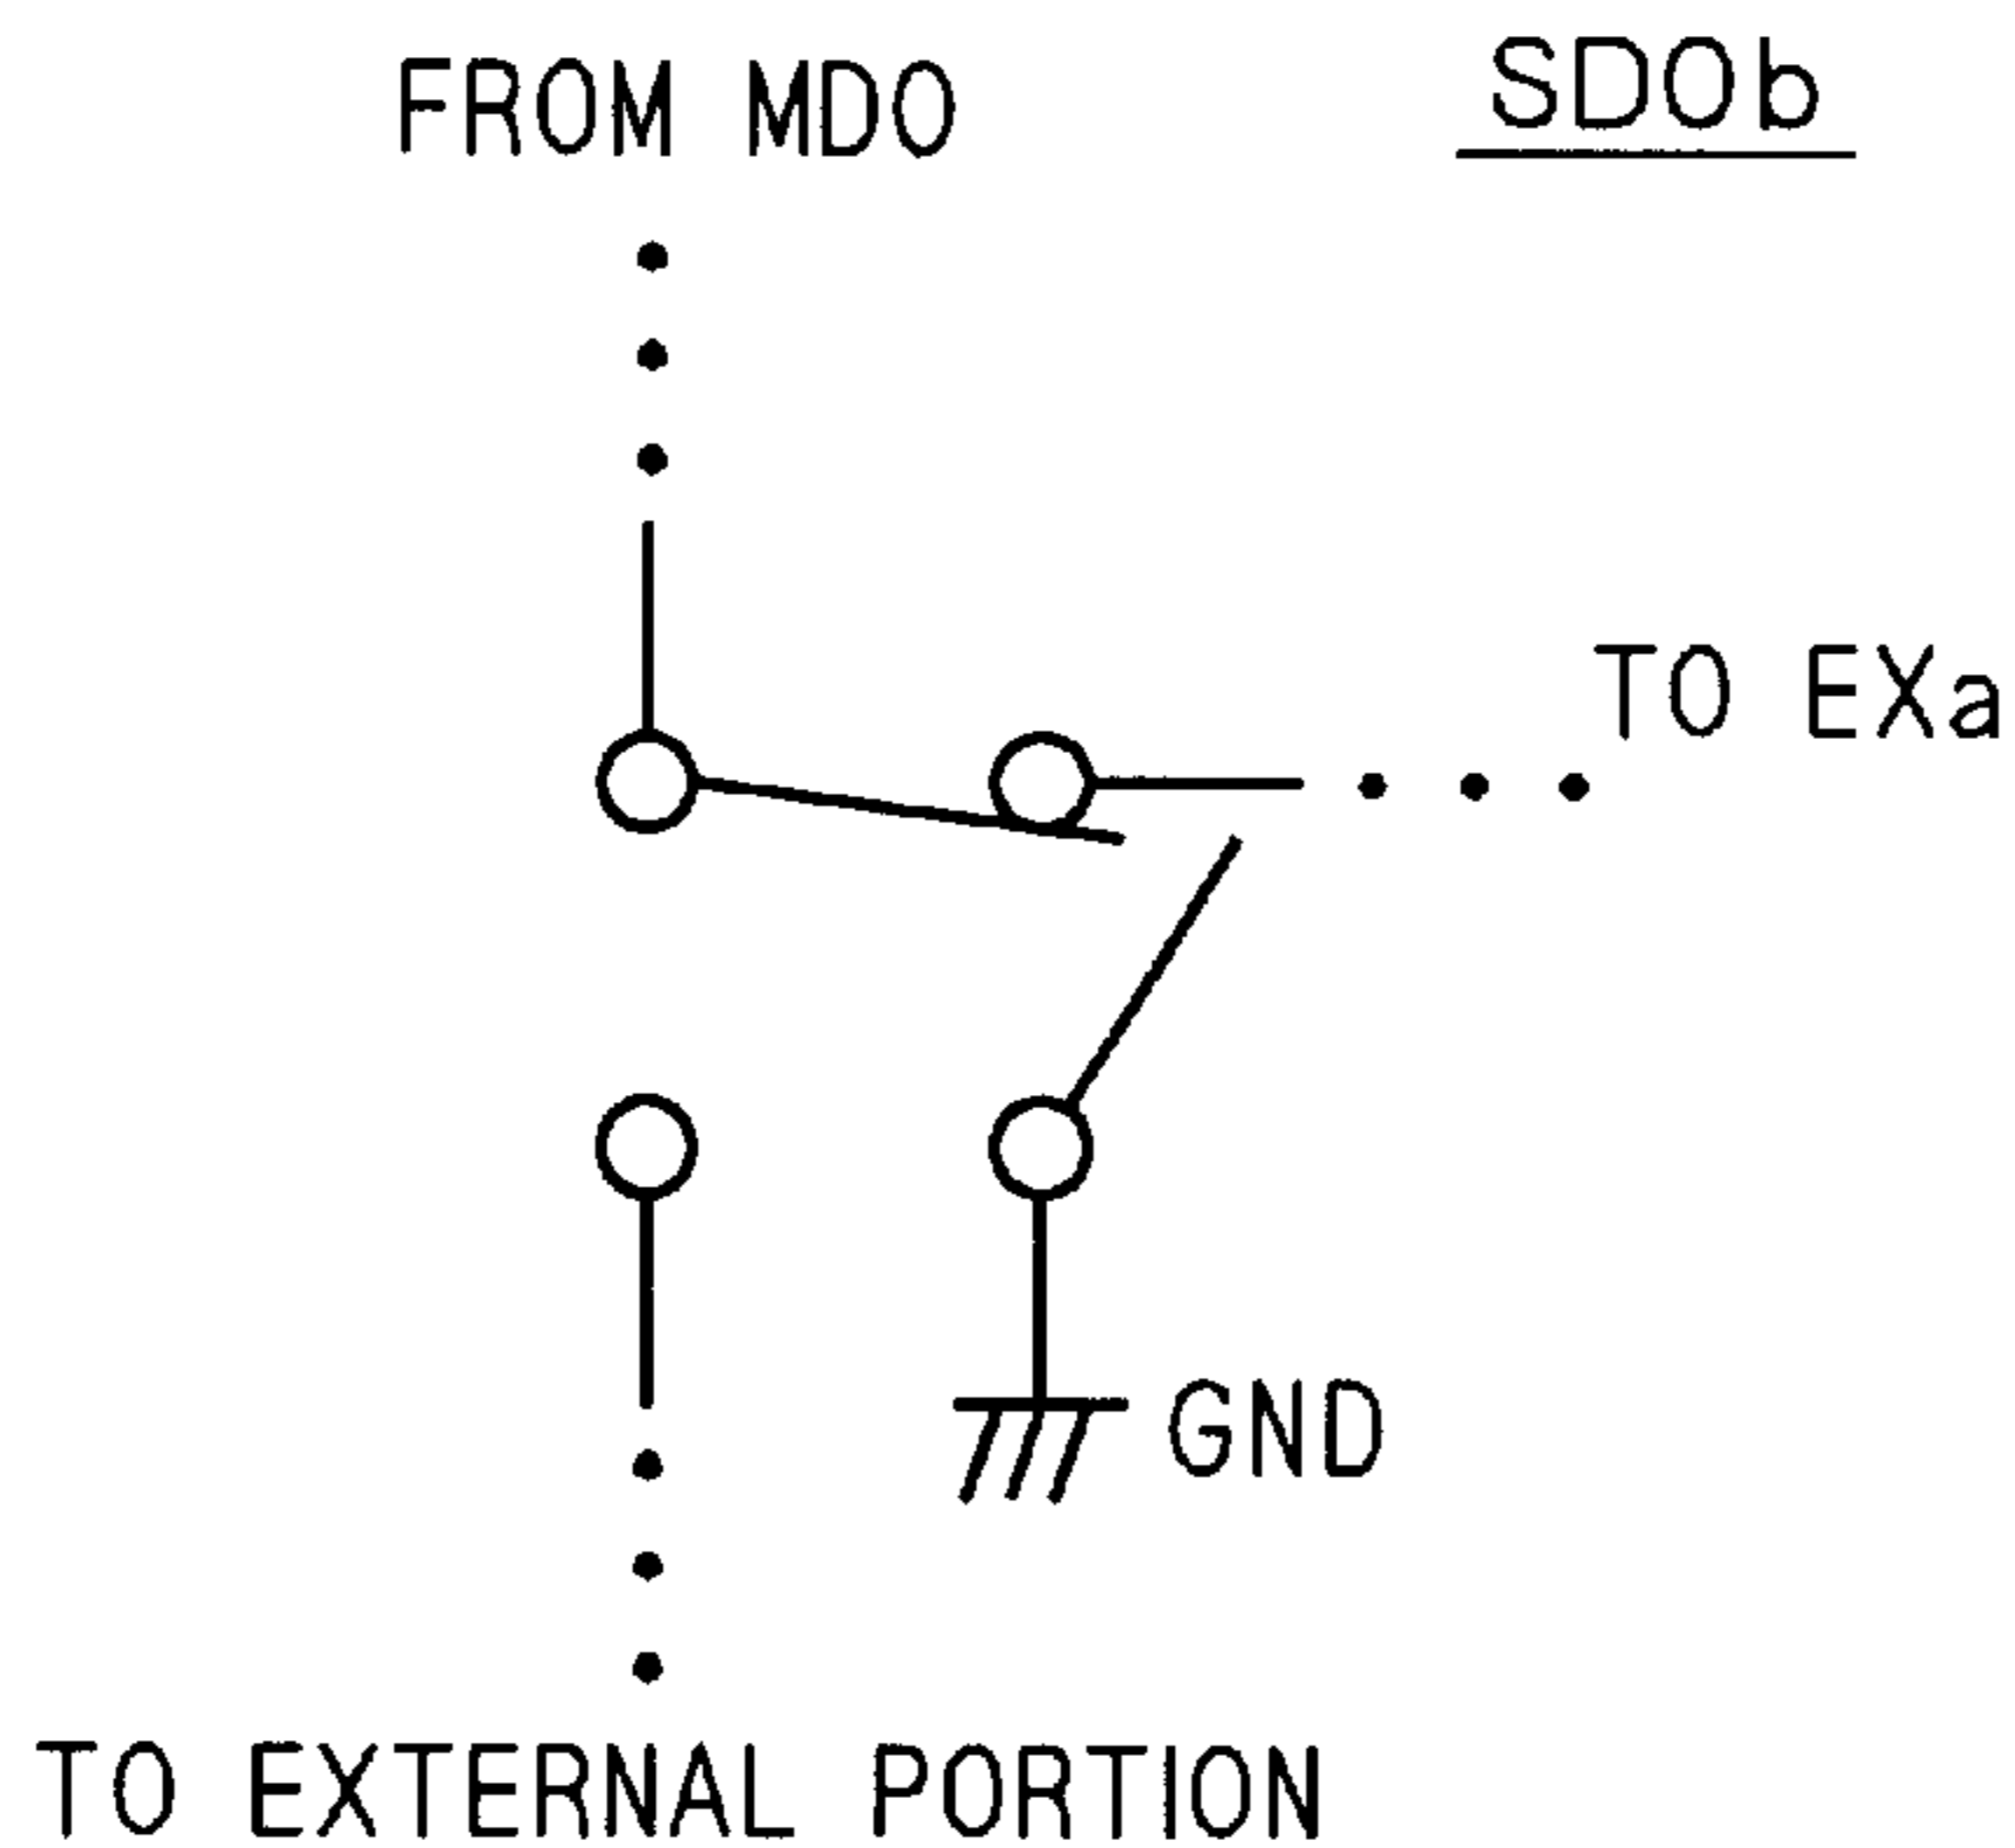 FROM MDO
SDOb
TO EXa
GND
TO EXTERNAL PORTION